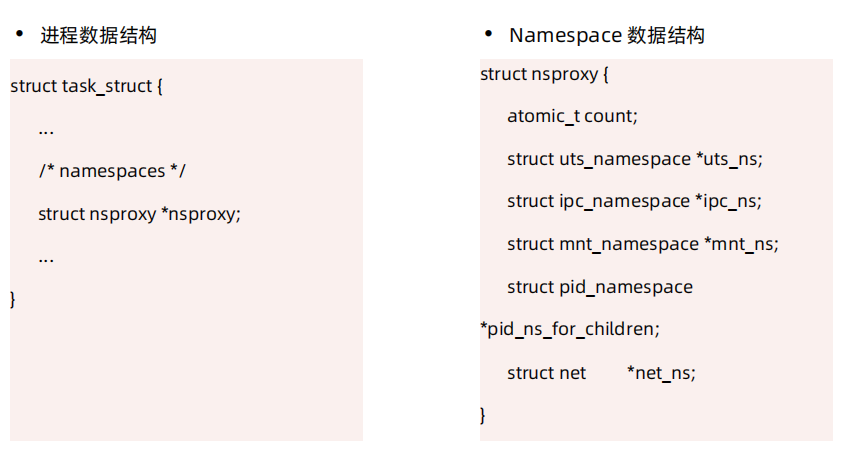 • 进程数据结构
struct task_struct {
...
/* namespaces */
struct nsproxy *nsproxy;
...
}
• Namespace 数据结构
struct nsproxy {
atomic_t count;
struct uts_namespace *uts_ns;
struct ipc_namespace *ipc_ns;
struct mnt_namespace *mnt_ns;
struct pid_namespace
*pid_ns_for_children;
struct net *net_ns;
}